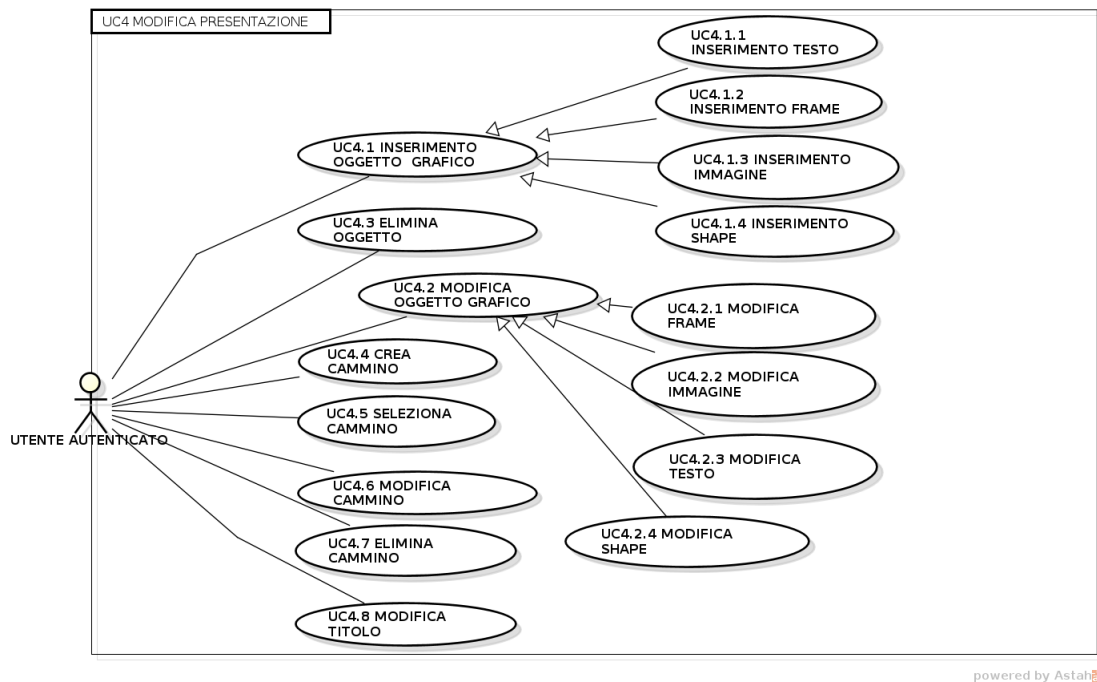 UC4 MODIFICA PRESENTAZIONE
UC4.1.1
INSERIMENTO TESTO
UC4.1.2
INSERIMENTO FRAME
UC4.1 INSERIMENTO
OGGETTO GRAFICO
UC4.1.3 INSERIMENTO
IMMAGINE
UC4.3 ELIMINA
OGGETTO
UC4.1.4 INSERIMENTO
SHAPE
UC4.2 MODIFICA
OGGETTO GRAFICO
UC4.2.1 MODIFICA
FRAME
UC4.4 CREA
CAMMINO
UC4.2.2 MODIFICA
IMMAGINE
UC4.5 SELEZIONA
CAMMINO
UTENTE AUTENTICATO
UC4.2.3 MODIFICA
TESTO
UC4.6 MODIFICA
CAMMINO
UC4.2.4 MODIFICA
SHAPE
UC4.7 ELIMINA
CAMMINO
UC4.8 MODIFICA
TITOLO
powered by Astah